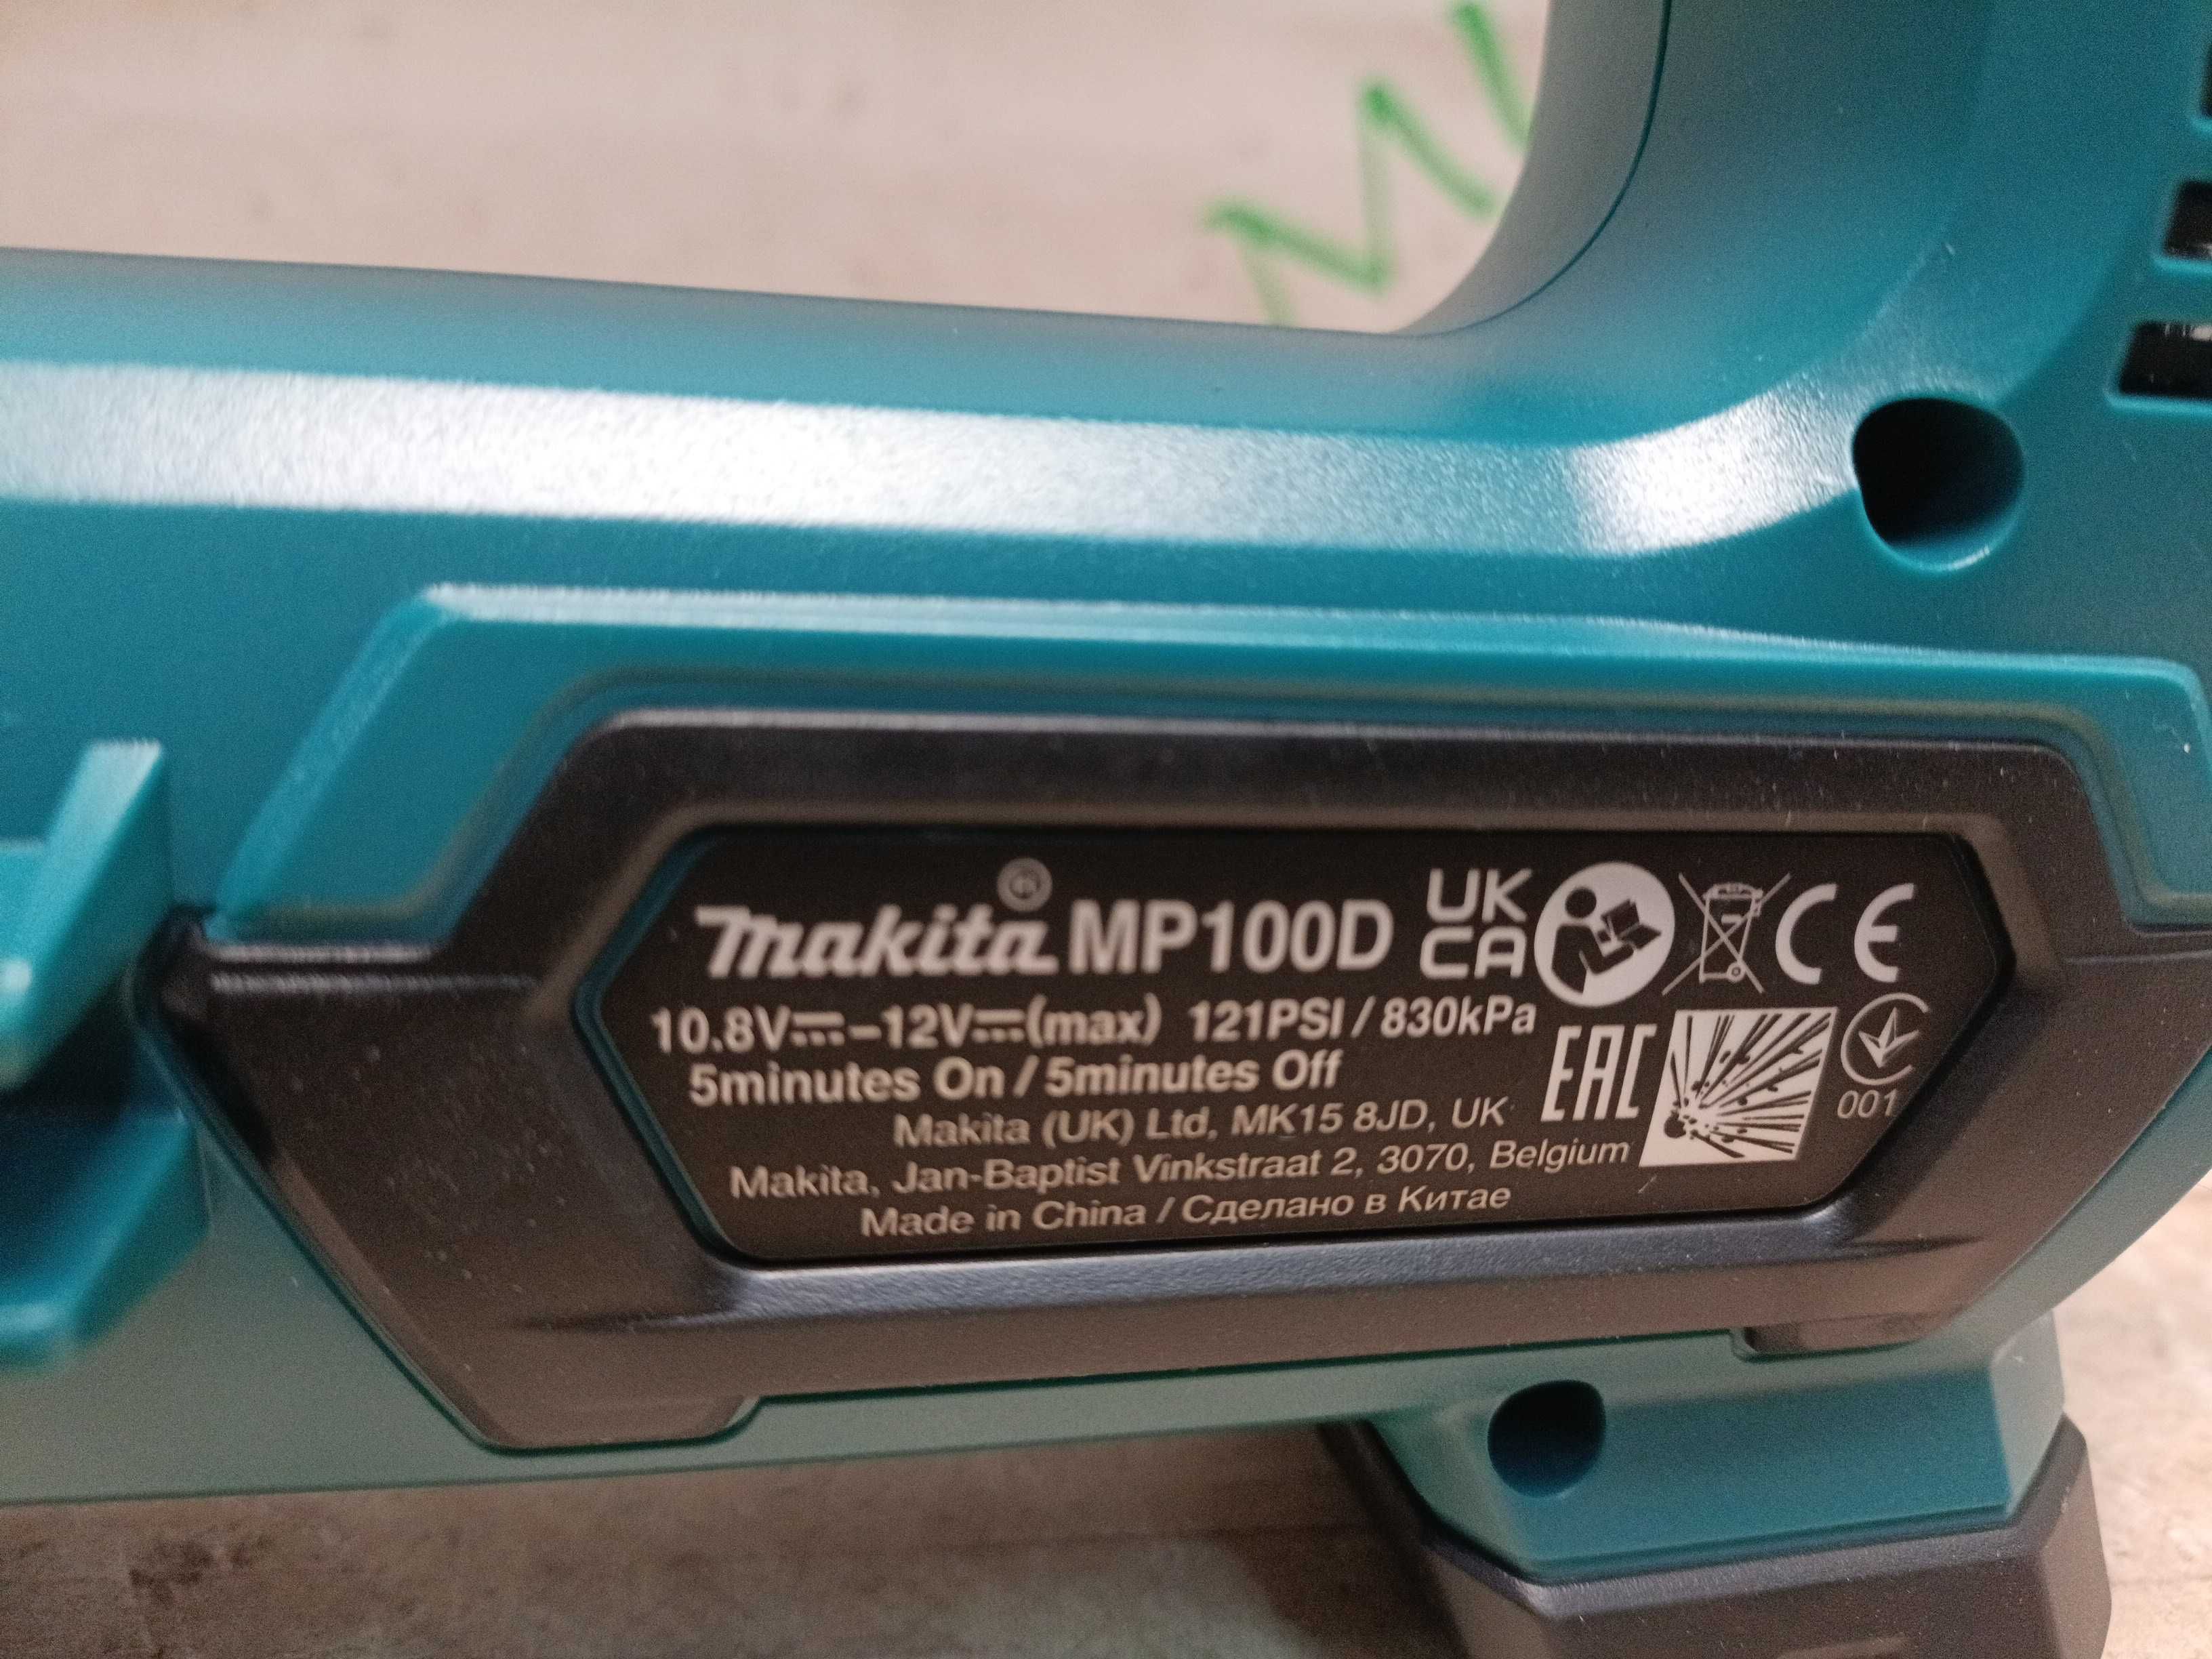 makita MP100D UK CA CE
10.8V⎓–12V⎓(max) 121PSI / 830kPa
5minutes On / 5minutes Off
EAC
001
Makita (UK) Ltd, MK15 8JD, UK
Makita, Jan-Baptist Vinkstraat 2, 3070, Belgium
Made in China / Сделано в Китае